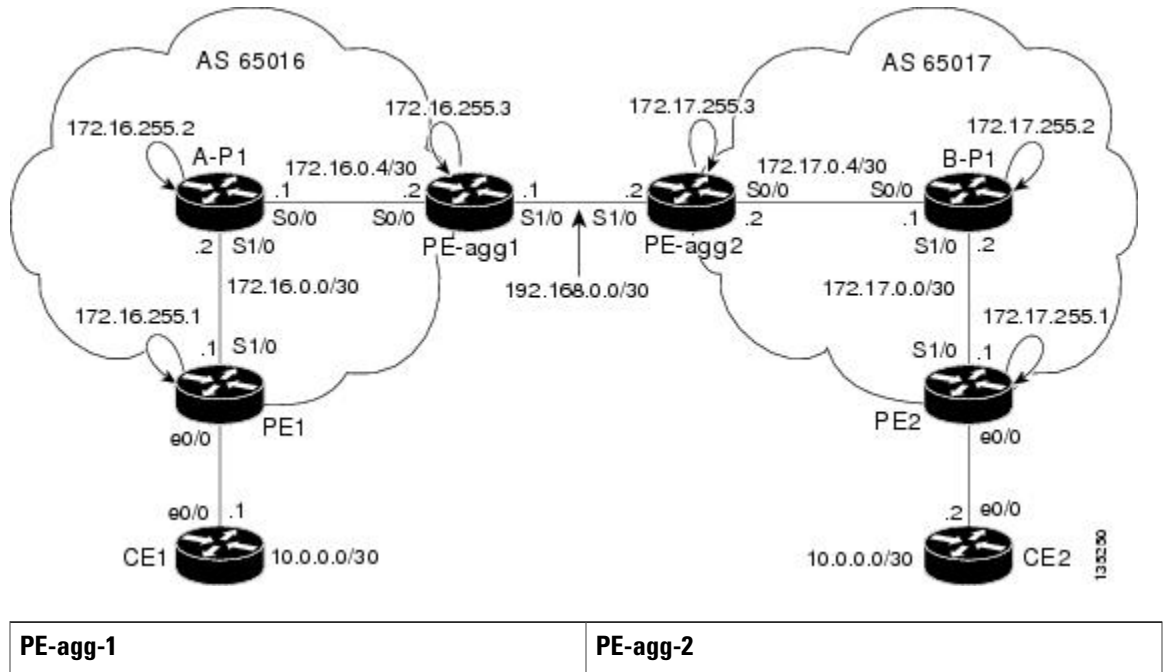 AS 65016
AS 65017
172.16.255.3
172.17.255.3
172.16.255.2
172.17.255.2
A-P1
172.16.0.4/30
172.17.0.4/30
B-P1
.1
.2
.1
.2
S0/0
S0/0
S0/0
S0/0
S1/0
S1/0
.2
.1
.2
S1/0
PE-agg1
PE-agg2
S1/0
.2
172.16.0.0/30
192.168.0.0/30
172.17.0.0/30
172.16.255.1
172.17.255.1
.1
S1/0
S1/0
.1
PE1
PE2
e0/0
e0/0
e0/0
.1
.2
e0/0
CE1
10.0.0.0/30
10.0.0.0/30
CE2
135250
PE-agg-1
PE-agg-2